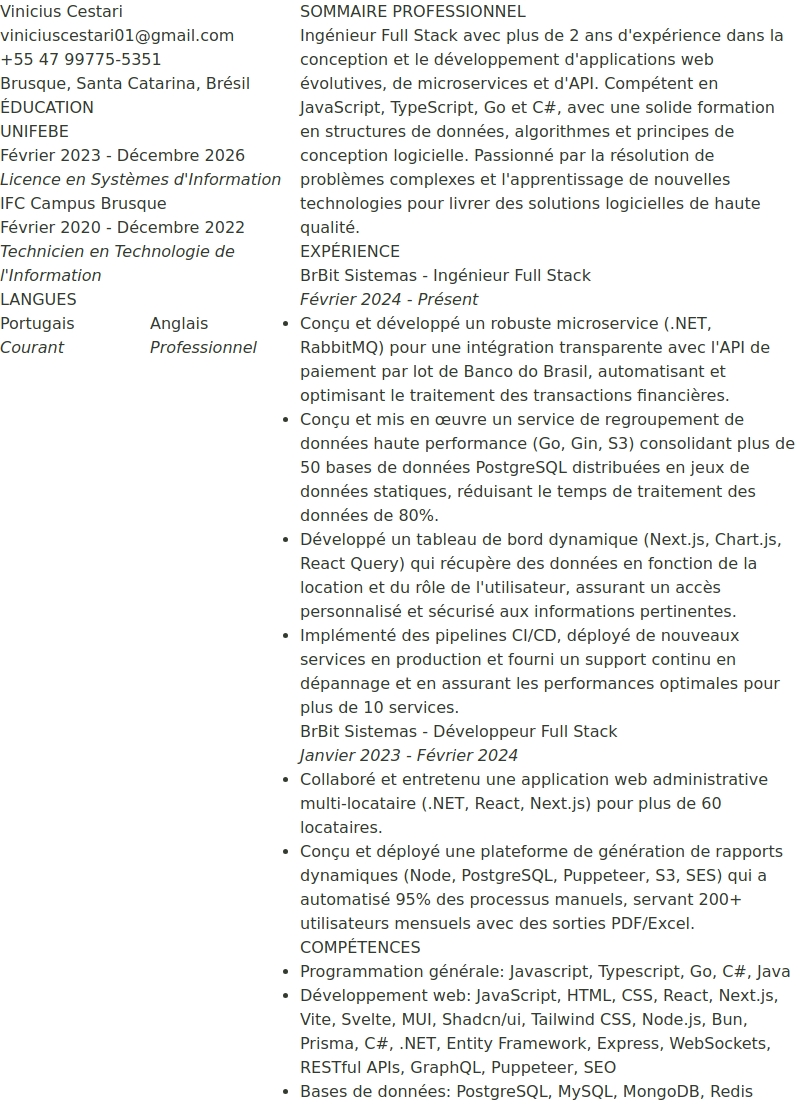 Vinicius Cestari
viniciuscestari01@gmail.com
+55 47 99775-5351
Brusque, Santa Catarina, Brésil
ÉDUCATION
UNIFEBE
Février 2023 - Décembre 2026
Licence en Systèmes d'Information
IFC Campus Brusque
Février 2020 - Décembre 2022
Technicien en Technologie de
l'Information
LANGUES
Portugais Anglais
Courant Professionnel
SOMMAIRE PROFESSIONNEL
Ingénieur Full Stack avec plus de 2 ans d'expérience dans la
conception et le développement d'applications web
évolutives, de microservices et d'API. Compétent en
JavaScript, TypeScript, Go et C#, avec une solide formation
en structures de données, algorithmes et principes de
conception logicielle. Passionné par la résolution de
problèmes complexes et l'apprentissage de nouvelles
technologies pour livrer des solutions logicielles de haute
qualité.
EXPÉRIENCE
BrBit Sistemas - Ingénieur Full Stack
Février 2024 - Présent
• Conçu et développé un robuste microservice (.NET,
RabbitMQ) pour une intégration transparente avec l'API de
paiement par lot de Banco do Brasil, automatisant et
optimisant le traitement des transactions financières.
• Conçu et mis en œuvre un service de regroupement de
données haute performance (Go, Gin, S3) consolidant plus de
50 bases de données PostgreSQL distribuées en jeux de
données statiques, réduisant le temps de traitement des
données de 80%.
• Développé un tableau de bord dynamique (Next.js, Chart.js,
React Query) qui récupère des données en fonction de la
location et du rôle de l'utilisateur, assurant un accès
personnalisé et sécurisé aux informations pertinentes.
• Implémenté des pipelines CI/CD, déployé de nouveaux
services en production et fourni un support continu en
dépannage et en assurant les performances optimales pour
plus de 10 services.
BrBit Sistemas - Développeur Full Stack
Janvier 2023 - Février 2024
• Collaboré et entretenu une application web administrative
multi-locataire (.NET, React, Next.js) pour plus de 60
locataires.
• Conçu et déployé une plateforme de génération de rapports
dynamiques (Node, PostgreSQL, Puppeteer, S3, SES) qui a
automatisé 95% des processus manuels, servant 200+
utilisateurs mensuels avec des sorties PDF/Excel.
COMPÉTENCES
• Programmation générale: Javascript, Typescript, Go, C#, Java
• Développement web: JavaScript, HTML, CSS, React, Next.js,
Vite, Svelte, MUI, Shadcn/ui, Tailwind CSS, Node.js, Bun,
Prisma, C#, .NET, Entity Framework, Express, WebSockets,
RESTful APIs, GraphQL, Puppeteer, SEO
• Bases de données: PostgreSQL, MySQL, MongoDB, Redis